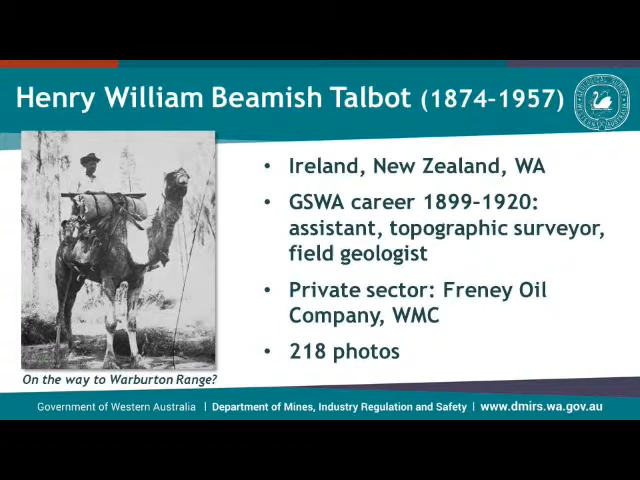 Henry William Beamish Talbot (1874-1957)
• Ireland, New Zealand, WA
• GSWA career 1899–1920:
assistant, topographic surveyor,
field geologist
• Private sector: Freney Oil
Company, WMC
• 218 photos
On the way to Warburton Range?
Government of Western Australia | Department of Mines, Industry Regulation and Safety | www.dmirs.wa.gov.au